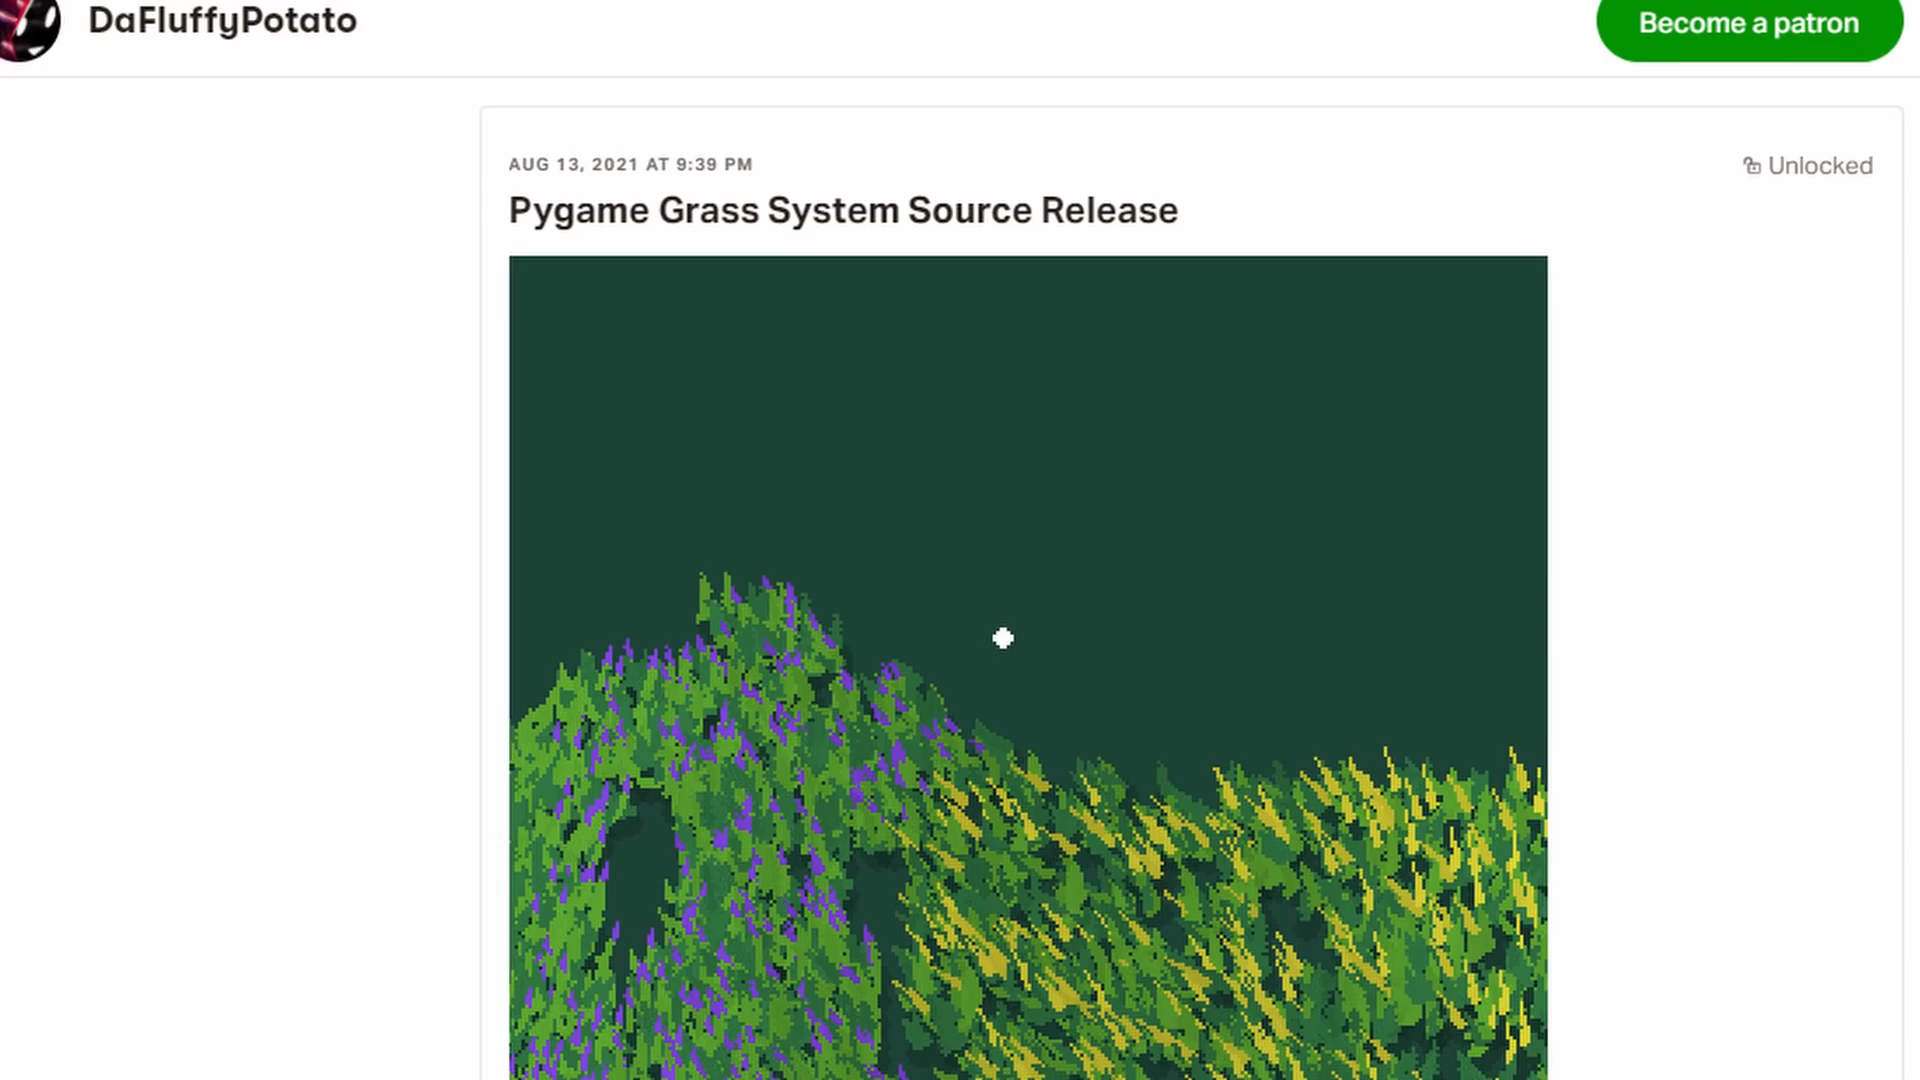 DaFluffyPotato
Become a patron
AUG 13, 2021 AT 9:39 PM
Unlocked
Pygame Grass System Source Release